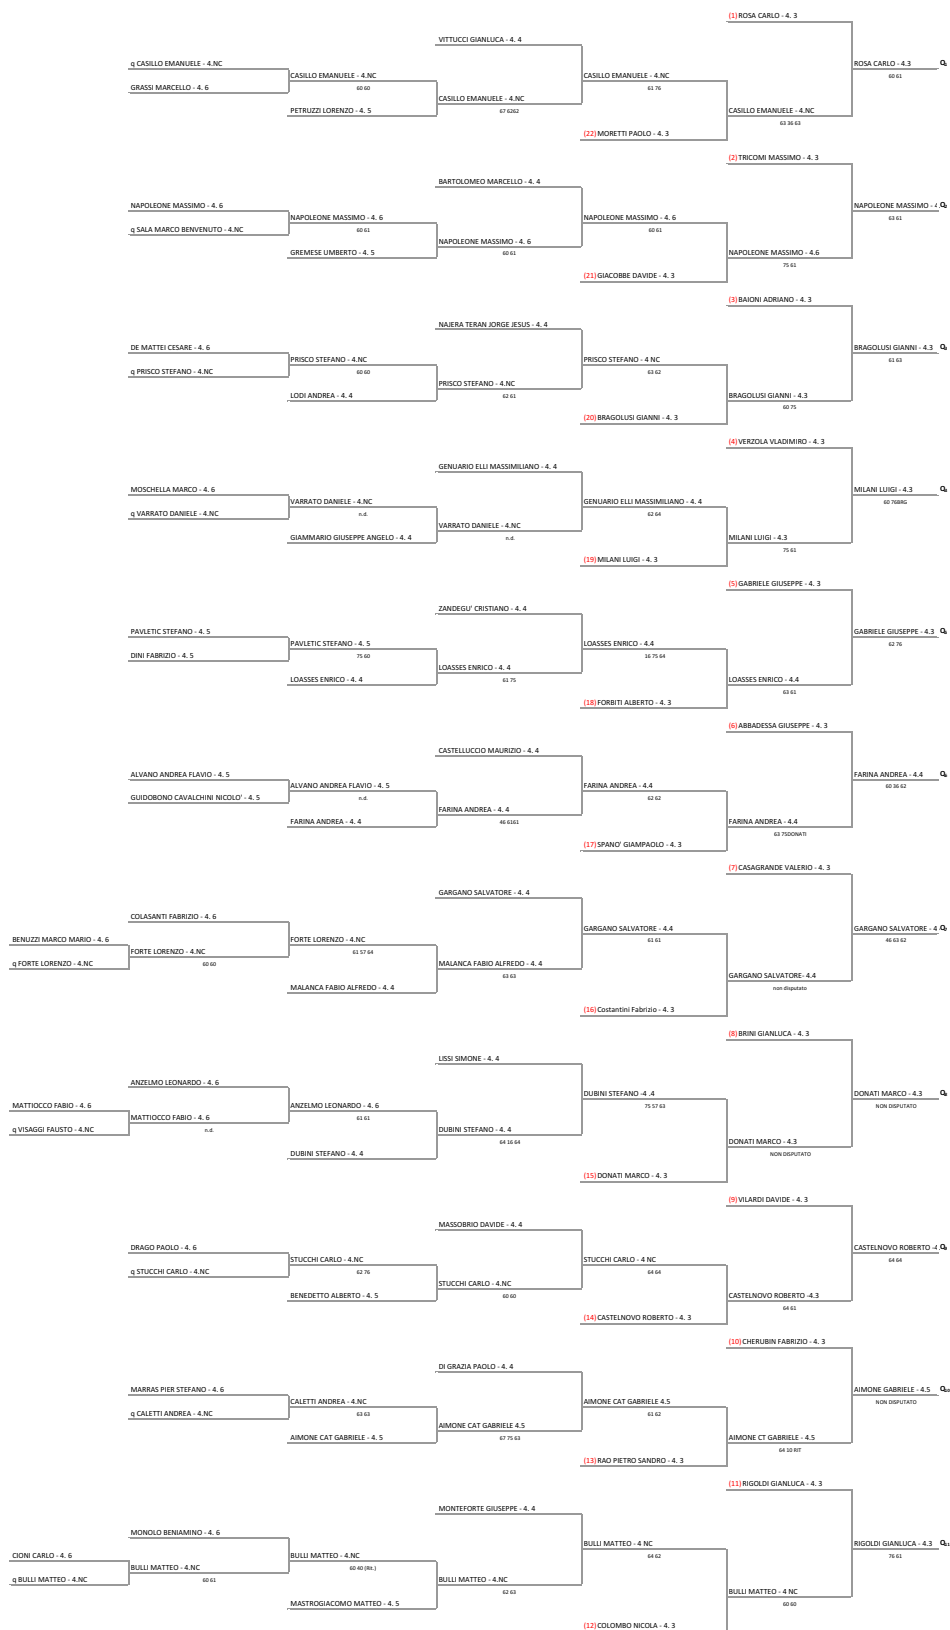 (1) ROSA CARLO - 4. 3
VITTUCCI GIANLUCA - 4. 4
q CASILLO EMANUELE - 4.NC
ROSA CARLO - 4.3
60 61
CASILLO EMANUELE - 4.NC
60 60
CASILLO EMANUELE - 4.NC
61 76
GRASSI MARCELLO - 4. 6
CASILLO EMANUELE - 4.NC
67 6262
PETRUZZI LORENZO - 4. 5
CASILLO EMANUELE - 4.NC
63 36 63
(22) MORETTI PAOLO - 4. 3
(2) TRICOMI MASSIMO - 4. 3
BARTOLOMEO MARCELLO - 4. 4
NAPOLEONE MASSIMO - 4. 6
NAPOLEONE MASSIMO - 4
63 61
NAPOLEONE MASSIMO - 4. 6
60 61
NAPOLEONE MASSIMO - 4. 6
60 61
q SALA MARCO BENVENUTO - 4.NC
NAPOLEONE MASSIMO - 4. 6
60 61
GREMESE UMBERTO - 4. 5
NAPOLEONE MASSIMO - 4.6
75 61
(21) GIACOBBE DAVIDE - 4. 3
(3) BAIONI ADRIANO - 4. 3
NAJERA TERAN JORGE JESUS - 4. 4
DE MATTEI CESARE - 4. 6
BRAGOLUSI GIANNI - 4.3
61 63
PRISCO STEFANO - 4.NC
60 60
PRISCO STEFANO - 4 NC
63 62
q PRISCO STEFANO - 4.NC
PRISCO STEFANO - 4.NC
62 61
LODI ANDREA - 4. 4
BRAGOLUSI GIANNI - 4.3
60 75
(20) BRAGOLUSI GIANNI - 4. 3
(4) VERZOLA VLADIMIRO - 4. 3
GENUARIO ELLI MASSIMILIANO - 4. 4
MOSCHELLA MARCO - 4. 6
MILANI LUIGI - 4.3
60 768RG
VARRATO DANIELE - 4.NC
n.d.
GENUARIO ELLI MASSIMILIANO - 4. 4
62 64
q VARRATO DANIELE - 4.NC
VARRATO DANIELE - 4.NC
n.d.
GIAMMARIO GIUSEPPE ANGELO - 4. 4
MILANI LUIGI - 4.3
75 61
(19) MILANI LUIGI - 4. 3
(5) GABRIELE GIUSEPPE - 4. 3
ZANDEGU' CRISTIANO - 4. 4
PAVLETIC STEFANO - 4. 5
GABRIELE GIUSEPPE - 4.3
62 76
PAVLETIC STEFANO - 4. 5
75 60
LOASSES ENRICO - 4.4
16 75 64
DINI FABRIZIO - 4. 5
LOASSES ENRICO - 4. 4
61 75
LOASSES ENRICO - 4. 4
LOASSES ENRICO - 4.4
63 61
(18) FORBITI ALBERTO - 4. 3
(6) ABBADESSA GIUSEPPE - 4. 3
CASTELLUCCIO MAURIZIO - 4. 4
ALVANO ANDREA FLAVIO - 4. 5
FARINA ANDREA - 4.4
60 36 62
ALVANO ANDREA FLAVIO - 4. 5
n.d.
FARINA ANDREA - 4.4
62 62
GUIDOBONO CAVALCHINI NICOLO' - 4. 5
FARINA ANDREA - 4. 4
46 6161
FARINA ANDREA - 4. 4
FARINA ANDREA - 4.4
63 75DONATI
(17) SPANO' GIAMPAOLO - 4. 3
(7) CASAGRANDE VALERIO - 4. 3
GARGANO SALVATORE - 4. 4
COLASANTI FABRIZIO - 4. 6
GARGANO SALVATORE - 4
46 63 62
BENUZZI MARCO MARIO - 4. 6
FORTE LORENZO - 4.NC
61 57 64
GARGANO SALVATORE - 4.4
61 61
FORTE LORENZO - 4.NC
60 60
q FORTE LORENZO - 4.NC
MALANCA FABIO ALFREDO - 4. 4
63 63
MALANCA FABIO ALFREDO - 4. 4
GARGANO SALVATORE- 4.4
non disputato
(16) Costantini Fabrizio - 4. 3
(8) BRINI GIANLUCA - 4. 3
LISSI SIMONE - 4. 4
ANZELMO LEONARDO - 4. 6
DUBINI STEFANO -4 .4
75 57 63
DONATI MARCO - 4.3
NON DISPUTATO
MATTIOCCO FABIO - 4. 6
ANZELMO LEONARDO - 4. 6
61 61
MATTIOCCO FABIO - 4. 6
n.d.
q VISAGGI FAUSTO - 4.NC
DUBINI STEFANO - 4. 4
64 16 64
DUBINI STEFANO - 4. 4
DONATI MARCO - 4.3
NON DISPUTATO
(15) DONATI MARCO - 4. 3
(9) VILARDI DAVIDE - 4. 3
MASSOBRIO DAVIDE - 4. 4
DRAGO PAOLO - 4. 6
CASTELNOVO ROBERTO -4
64 64
STUCCHI CARLO - 4.NC
62 76
STUCCHI CARLO - 4 NC
64 64
q STUCCHI CARLO - 4.NC
STUCCHI CARLO - 4.NC
60 60
BENEDETTO ALBERTO - 4. 5
CASTELNOVO ROBERTO -4.3
64 61
(14) CASTELNOVO ROBERTO - 4. 3
(10) CHERUBIN FABRIZIO - 4. 3
DI GRAZIA PAOLO - 4. 4
MARRAS PIER STEFANO - 4. 6
AIMONE GABRIELE - 4.5
NON DISPUTATO
CALETTI ANDREA - 4.NC
63 63
AIMONE CAT GABRIELE 4.5
61 62
q CALETTI ANDREA - 4.NC
AIMONE CAT GABRIELE 4.5
67 75 63
AIMONE CAT GABRIELE - 4. 5
AIMONE CT GABRIELE - 4.5
64 10 RIT
(13) RAO PIETRO SANDRO - 4. 3
(11) RIGOLDI GIANLUCA - 4. 3
MONTEFORTE GIUSEPPE - 4. 4
MONOLO BENIAMINO - 4. 6
BULLI MATTEO - 4 NC
64 62
RIGOLDI GIANLUCA - 4.3
76 61
CIONI CARLO - 4. 6
BULLI MATTEO - 4.NC
60 40 (Rit.)
BULLI MATTEO - 4.NC
60 61
q BULLI MATTEO - 4.NC
BULLI MATTEO - 4.NC
62 63
MASTROGIACOMO MATTEO - 4. 5
BULLI MATTEO - 4 NC
60 60
(12) COLOMBO NICOLA - 4. 3